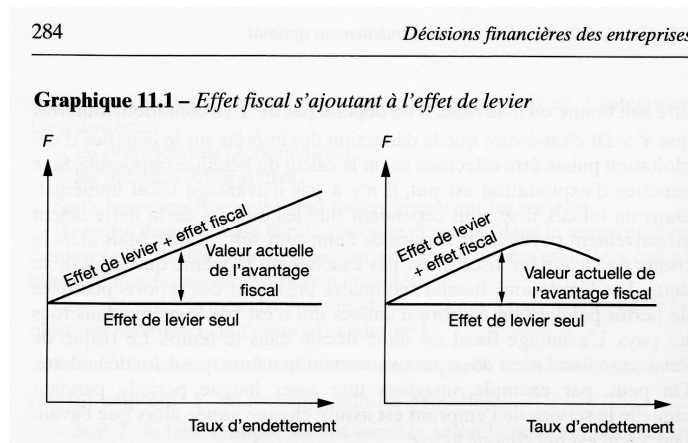 284
Décisions financières des entreprises
Graphique 11.1 – Effet fiscal s'ajoutant à l'effet de levier
F
Effet de levier + effet fiscal
Valeur actuelle
de l'avantage
fiscal
Effet de levier seul
Taux d'endettement
F
Effet de levier
+ effet fiscal
Valeur actuelle de
l'avantage fiscal
Effet de levier seul
Taux d'endettement